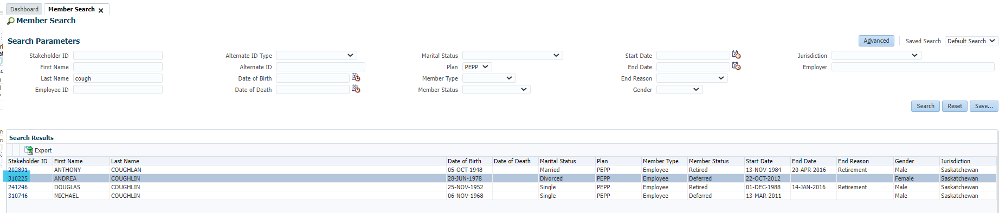 Dashboard Member Search
Member Search
Search Parameters Advanced Saved Search Default Search
Stakeholder ID Alternate ID Type Marital Status Start Date Jurisdiction
First Name Alternate ID Plan PEPP End Date Employer
Last Name cough Date of Birth Member Type End Reason
Employee ID Date of Death Member Status Gender
Search Reset Save...
Search Results
Export
Stakeholder ID First Name Last Name Date of Birth Date of Death Marital Status Plan Member Type Member Status Start Date End Date End Reason Gender Jurisdiction
202891 ANTHONY COUGHLAN 05-OCT-1948 Married PEPP Employee Retired 13-NOV-1984 20-APR-2016 Retirement Male Saskatchewan
310225 ANDREA COUGHLIN 28-JUN-1978 Divorced PEPP Employee Deferred 22-OCT-2012 Female Saskatchewan
241246 DOUGLAS COUGHLIN 25-NOV-1952 Single PEPP Employee Retired 01-DEC-1988 14-JAN-2016 Retirement Male Saskatchewan
310746 MICHAEL COUGHLIN 06-NOV-1968 Single PEPP Employee Deferred 13-MAR-2011 Male Saskatchewan